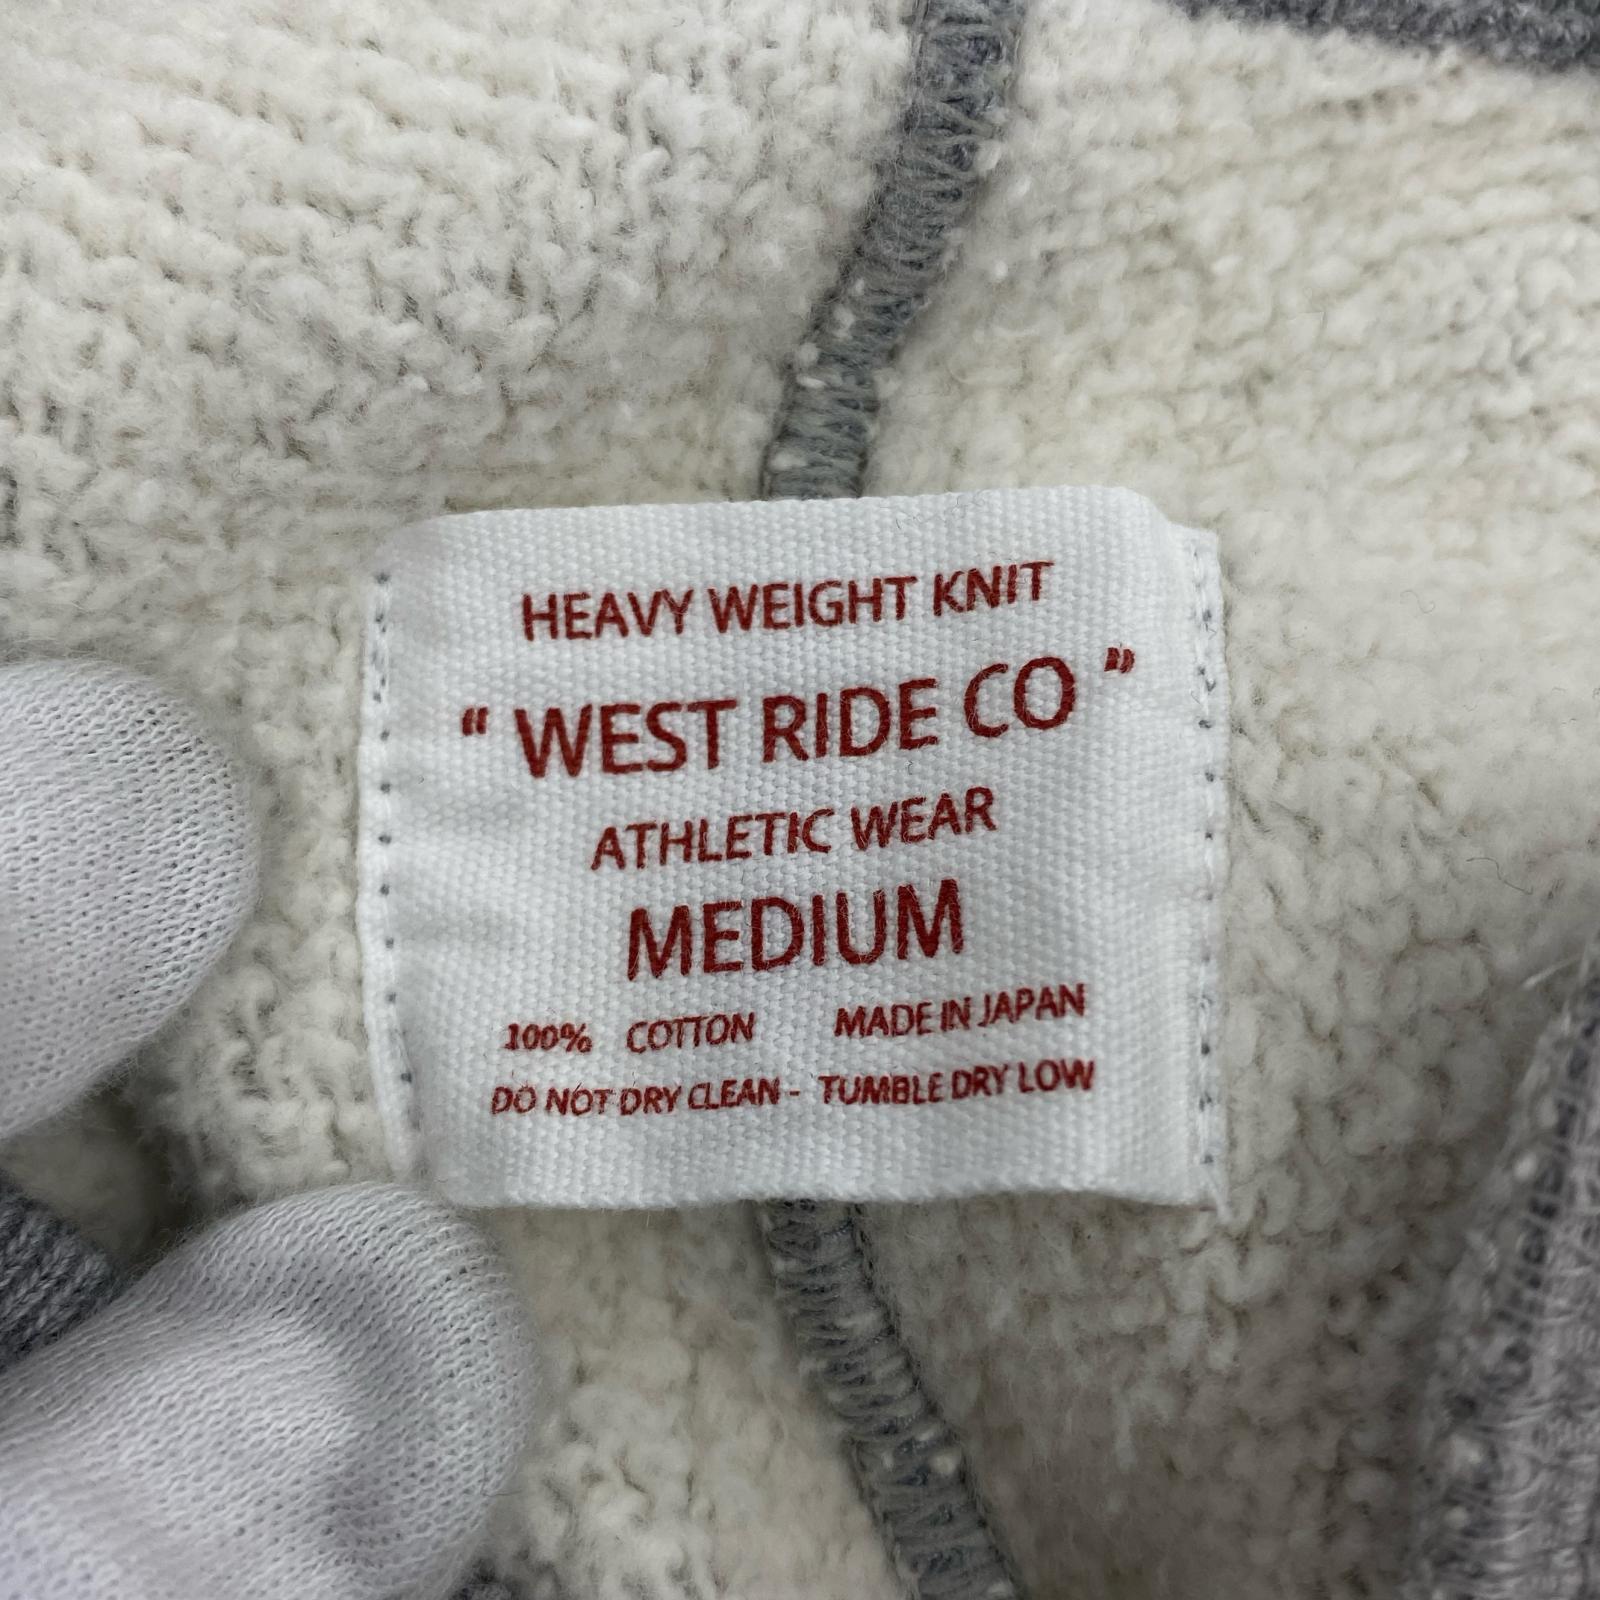 HEAVY WEIGHT KNIT
“ WEST RIDE CO ”
ATHLETIC WEAR
MEDIUM
100% COTTON MADE IN JAPAN
DO NOT DRY CLEAN - TUMBLE DRY LOW